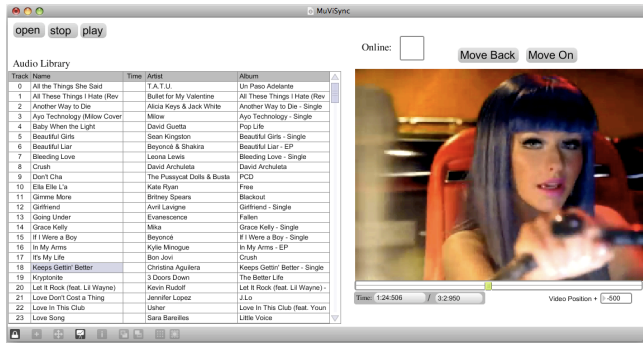 MuViSync
open stop play
Online:
Move Back Move On
Audio Library
Track Name Time Artist Album
0 All the Things She Said T.A.T.U. Un Paso Adelante
1 All These Things I Hate (Rev Bullet for My Valentine All These Things I Hate (Rev
2 Another Way to Die Alicia Keys & Jack White Another Way to Die - Single
3 Ayo Technology (Milow Cover Milow Ayo Technology - Single
4 Baby When the Light David Guetta Pop Life
5 Beautiful Girls Sean Kingston Beautiful Girls - Single
6 Beautiful Liar Beyoncé & Shakira Beautiful Liar - EP
7 Bleeding Love Leona Lewis Bleeding Love - Single
8 Crush David Archuleta David Archuleta
9 Don't Cha The Pussycat Dolls & Busta PCD
10 Ella Elle L'a Kate Ryan Free
11 Gimme More Britney Spears Blackout
12 Girlfriend Avril Lavigne Girlfriend - Single
13 Going Under Evanescence Fallen
14 Grace Kelly Mika Grace Kelly - Single
15 If I Were a Boy Beyoncé If I Were a Boy - Single
16 In My Arms Kylie Minogue In My Arms - EP
17 It's My Life Bon Jovi Crush
18 Keeps Gettin' Better Christina Aguilera Keeps Gettin' Better - Single
19 Kryptonite 3 Doors Down The Better Life
20 Let It Rock (feat. Lil Wayne) Kevin Rudolf Let It Rock (feat. Lil Wayne) -
21 Love Don't Cost a Thing Jennifer Lopez J.Lo
22 Love In This Club Usher Love In This Club (feat. Youn
23 Love Song Sara Bareilles Little Voice
Time: 1:24:506 / 3:2:950 Video Position + -500